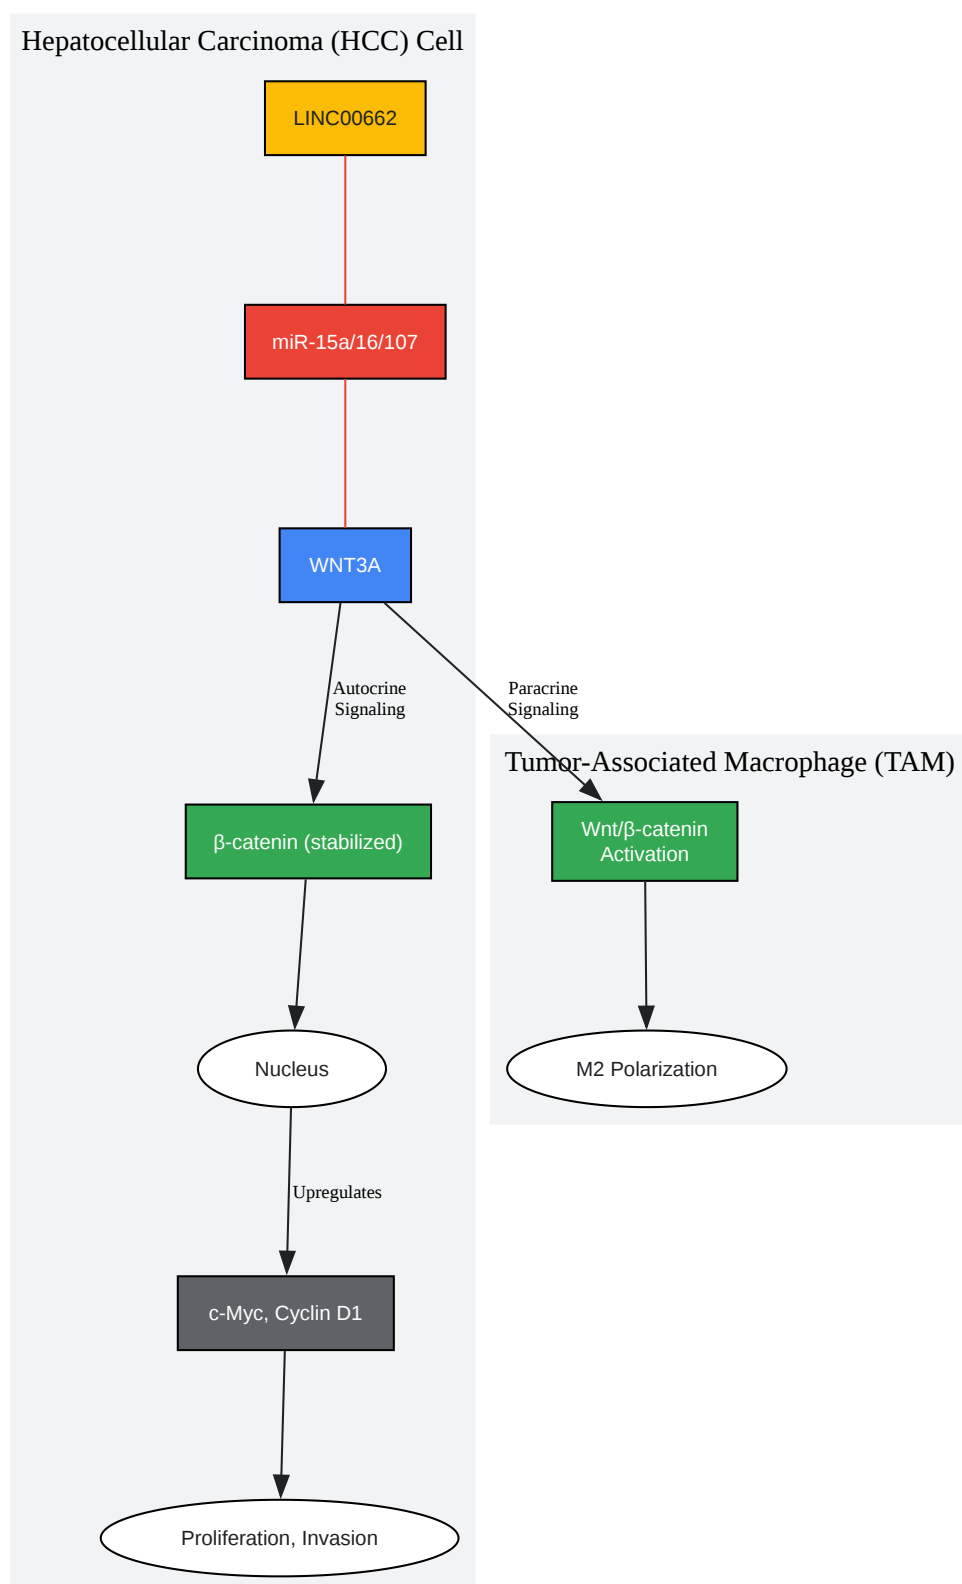 Hepatocellular Carcinoma (HCC) Cell
LINC00662
miR-15a/16/107
WNT3A
Autocrine
Signaling
Paracrine
Signaling
Tumor-Associated Macrophage (TAM)
β-catenin (stabilized)
Wnt/β-catenin
Activation
Nucleus
M2 Polarization
Upregulates
c-Myc, Cyclin D1
Proliferation, Invasion